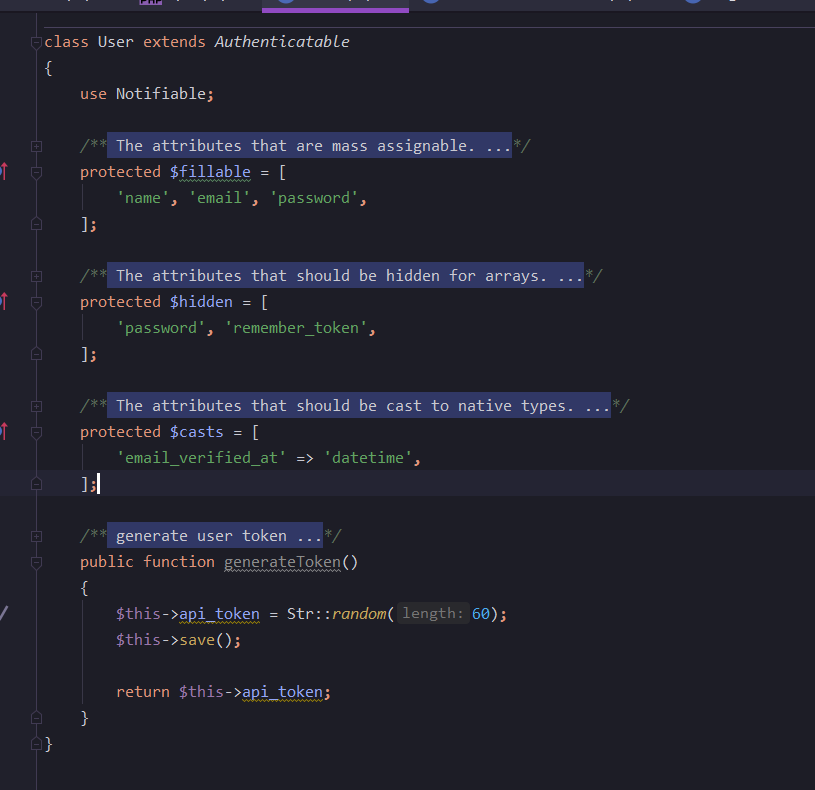 class User extends Authenticatable
{
    use Notifiable;
    /** The attributes that are mass assignable. ...*/
    protected $fillable = [
        'name', 'email', 'password',
    ];
    /** The attributes that should be hidden for arrays. ...*/
    protected $hidden = [
        'password', 'remember_token',
    ];
    /** The attributes that should be cast to native types. ...*/
    protected $casts = [
        'email_verified_at' => 'datetime',
    ];
    /** generate user token ...*/
    public function generateToken()
    {
        $this->api_token = Str::random( length: 60);
        $this->save();
        return $this->api_token;
    }
}